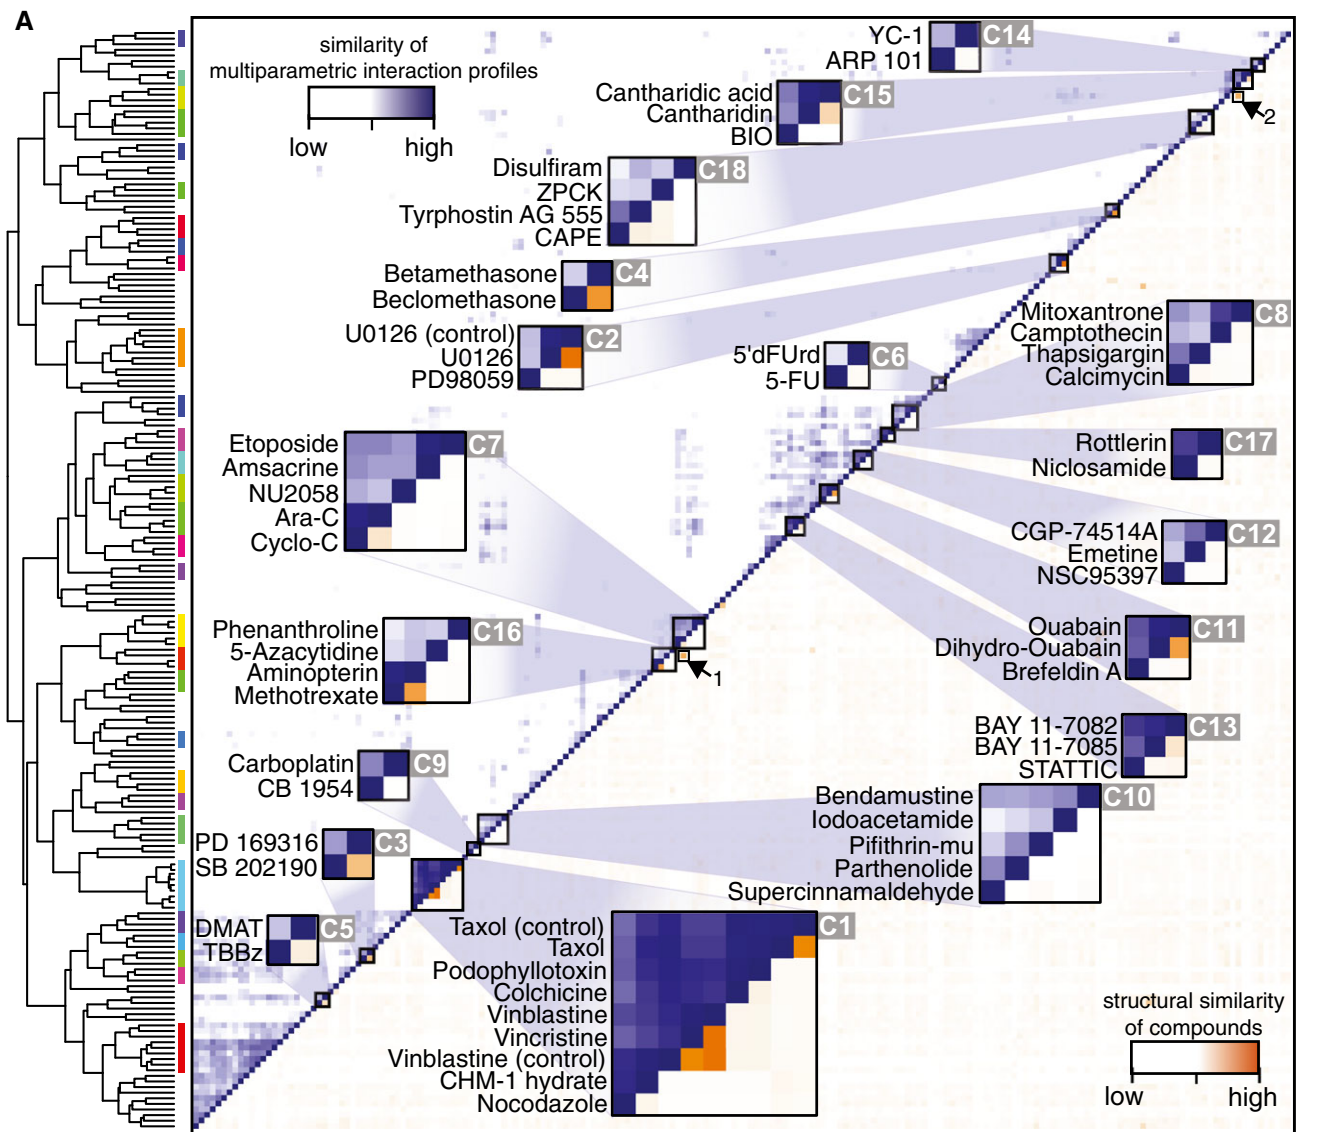 A
similarity of
multiparametric interaction profiles
low
high
YC-1
ARP 101
C14
Cantharidic acid
Cantharidin
BIO
C15
2
Disulfiram
ZPCK
Tyrphostin AG 555
CAPE
C18
Betamethasone
Beclomethasone
C4
U0126 (control)
U0126
PD98059
C2
5'dFUrd
5-FU
C6
Mitoxantrone
Camptothecin
Thapsigargin
Calcimycin
C8
Etoposide
Amsacrine
NU2058
Ara-C
Cyclo-C
C7
Rottlerin
Niclosamide
C17
CGP-74514A
Emetine
NSC95397
C12
Phenanthroline
5-Azacytidine
Aminopterin
Methotrexate
C16
1
Ouabain
Dihydro-Ouabain
Brefeldin A
C11
BAY 11-7082
BAY 11-7085
STATTIC
C13
Carboplatin
CB 1954
C9
Bendamustine
Iodoacetamide
Pifithrin-mu
Parthenolide
Supercinnamaldehyde
C10
PD 169316
SB 202190
C3
DMAT
TBBz
C5
Taxol (control)
Taxol
Podophyllotoxin
Colchicine
Vinblastine
Vincristine
Vinblastine (control)
CHM-1 hydrate
Nocodazole
C1
structural similarity
of compounds
low
high